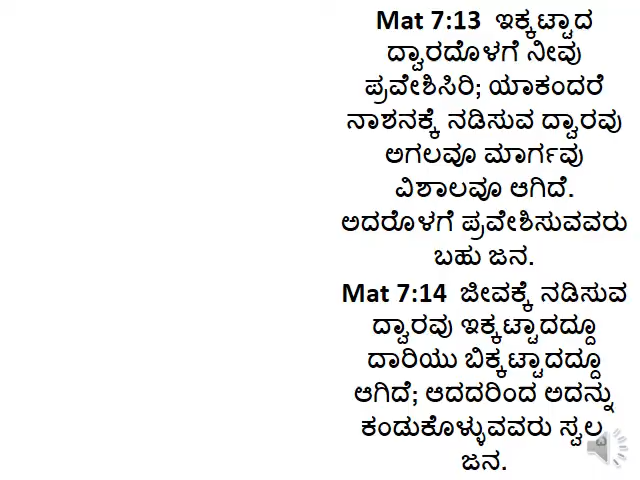 Mat 7:13 ಇಕ್ಕಟ್ಟಾದ
ದ್ವಾರದೊಳಗೆ ನೀವು
ಪ್ರವೇಶಿಸಿರಿ; ಯಾಕಂದರೆ
ನಾಶನಕ್ಕೆ ನಡಿಸುವ ದ್ವಾರವು
ಅಗಲವೂ ಮಾರ್ಗವು
ವಿಶಾಲವೂ ಆಗಿದೆ.
ಅದರೊಳಗೆ ಪ್ರವೇಶಿಸುವವರು
ಬಹು ಜನ.
Mat 7:14 ಜೀವಕ್ಕೆ ನಡಿಸುವ
ದ್ವಾರವು ಇಕ್ಕಟ್ಟಾದದ್ದೂ
ದಾರಿಯು ಬಿಕ್ಕಟ್ಟಾದದ್ದೂ
ಆಗಿದೆ; ಆದದರಿಂದ ಅದನ್ನು
ಕಂಡುಕೊಳ್ಳುವವರು ಸ್ವಲ
ಜನ.